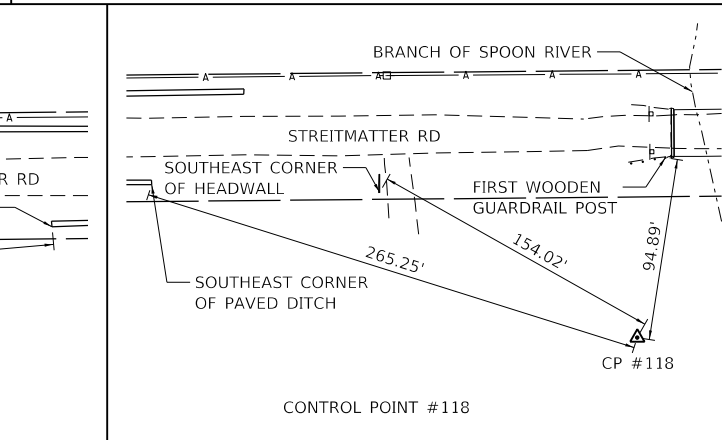 BRANCH OF SPOON RIVER
A A A A A A
A
STREITMATTER RD
R RD
SOUTHEAST CORNER
OF HEADWALL
FIRST WOODEN
GUARDRAIL POST
265.25'
154.02'
94.89'
SOUTHEAST CORNER
OF PAVED DITCH
CP #118
CONTROL POINT #118